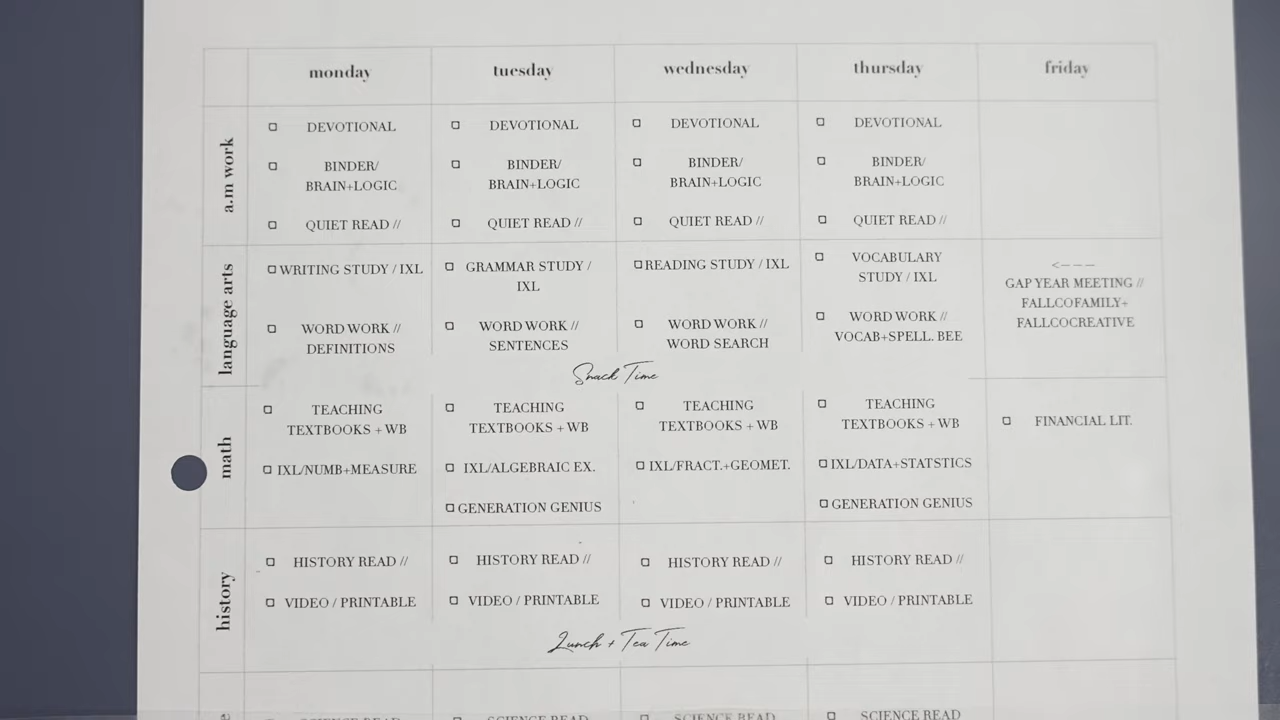 monday tuesday wednesday thursday friday
a.m work
☐ DEVOTIONAL ☐ DEVOTIONAL ☐ DEVOTIONAL ☐ DEVOTIONAL
☐ BINDER/ ☐ BINDER/ ☐ BINDER/ ☐ BINDER/
BRAIN+LOGIC BRAIN+LOGIC BRAIN+LOGIC BRAIN+LOGIC
☐ QUIET READ // ☐ QUIET READ // ☐ QUIET READ // ☐ QUIET READ //
language arts
☐ WRITING STUDY / IXL ☐ GRAMMAR STUDY / ☐ READING STUDY / IXL ☐ VOCABULARY <---
IXL STUDY / IXL GAP YEAR MEETING //
☐ WORD WORK // ☐ WORD WORK // ☐ WORD WORK // ☐ WORD WORK // FALLCOFAMILY+
DEFINITIONS SENTENCES WORD SEARCH VOCAB+SPELL. BEE FALLCOCREATIVE
Snack Time
math
☐ TEACHING ☐ TEACHING ☐ TEACHING ☐ TEACHING ☐ FINANCIAL LIT.
TEXTBOOKS + WB TEXTBOOKS + WB TEXTBOOKS + WB TEXTBOOKS + WB
☐ IXL/NUMB+MEASURE ☐ IXL/ALGEBRAIC EX. ☐ IXL/FRACT.+GEOMET. ☐ IXL/DATA+STATSTICS
☐ GENERATION GENIUS ☐ GENERATION GENIUS
history
☐ HISTORY READ // ☐ HISTORY READ // ☐ HISTORY READ // ☐ HISTORY READ //
☐ VIDEO / PRINTABLE ☐ VIDEO / PRINTABLE ☐ VIDEO / PRINTABLE ☐ VIDEO / PRINTABLE
Lunch + Tea Time
☐ SCIENCE READ ☐ SCIENCE READ ☐ SCIENCE READ ☐ SCIENCE READ